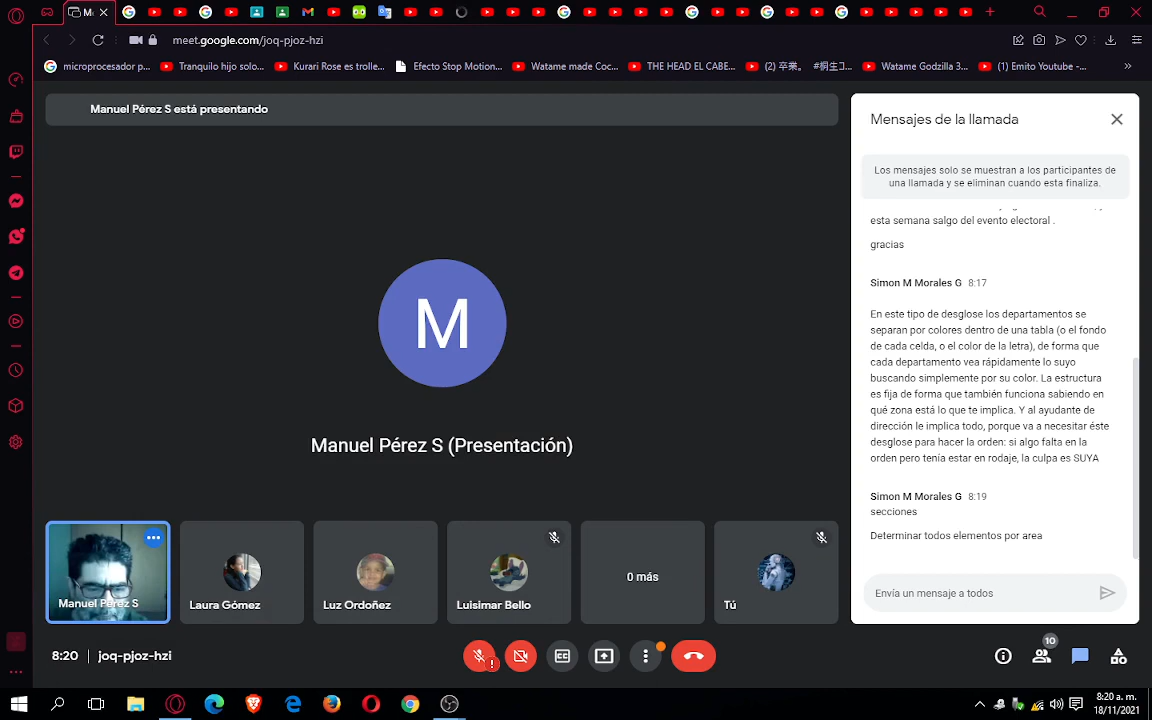 M
meet.google.com/joq-pjoz-hzi
microprocesador p...
Tranquilo hijo solo...
Kurari Rose es trolle...
Efecto Stop Motion...
Watame made Coc...
THE HEAD EL CABE...
(2) 卒業。 #桐生コ...
Watame Godzilla 3...
(1) Emito Youtube -...
Manuel Pérez S está presentando
M
Manuel Pérez S (Presentación)
Manuel Pérez S
Laura Gómez
Luz Ordoñez
Luisimar Bello
0 más
Tú
8:20 | joq-pjoz-hzi
10
Mensajes de la llamada
Los mensajes solo se muestran a los participantes de
una llamada y se eliminan cuando esta finaliza.
esta semana salgo del evento electoral .
gracias
Simon M Morales G 8:17
En este tipo de desglose los departamentos se
separan por colores dentro de una tabla (o el fondo
de cada celda, o el color de la letra), de forma que
cada departamento vea rápidamente lo suyo
buscando simplemente por su color. La estructura
es fija de forma que también funciona sabiendo en
qué zona está lo que te implica. Y al ayudante de
dirección le implica todo, porque va a necesitar éste
desglose para hacer la orden: si algo falta en la
orden pero tenía estar en rodaje, la culpa es SUYA
Simon M Morales G 8:19
secciones
Determinar todos elementos por area
Envía un mensaje a todos
8:20 a. m.
18/11/2021